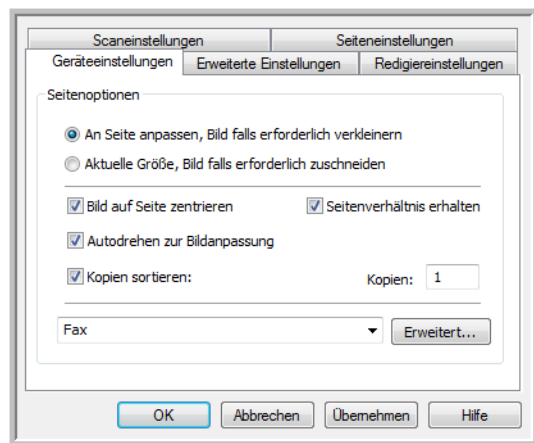 Scaneinstellungen Seiteneinstellungen
Geräteeinstellungen Erweiterte Einstellungen Redigiereinstellungen
Seitenoptionen
An Seite anpassen, Bild falls erforderlich verkleinern
Aktuelle Größe, Bild falls erforderlich zuschneiden
Bild auf Seite zentrieren Seitenverhältnis erhalten
Autodrehen zur Bildanpassung
Kopien sortieren: Kopien: 1
Fax Erweitert...
OK Abbrechen Übernehmen Hilfe